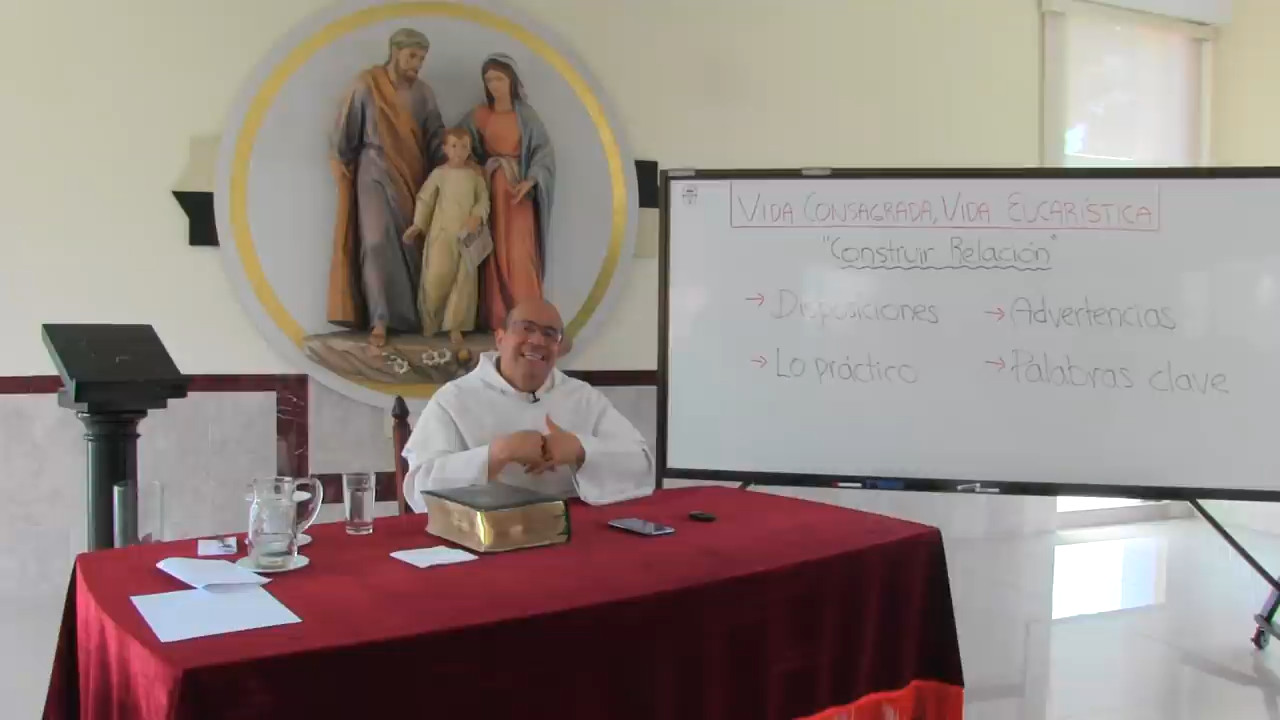 VIDA CONSAGRADA, VIDA EUCARÍSTICA
"Construir Relación"
→ Disposiciones → Advertencias
→ Lo práctico → Palabras clave